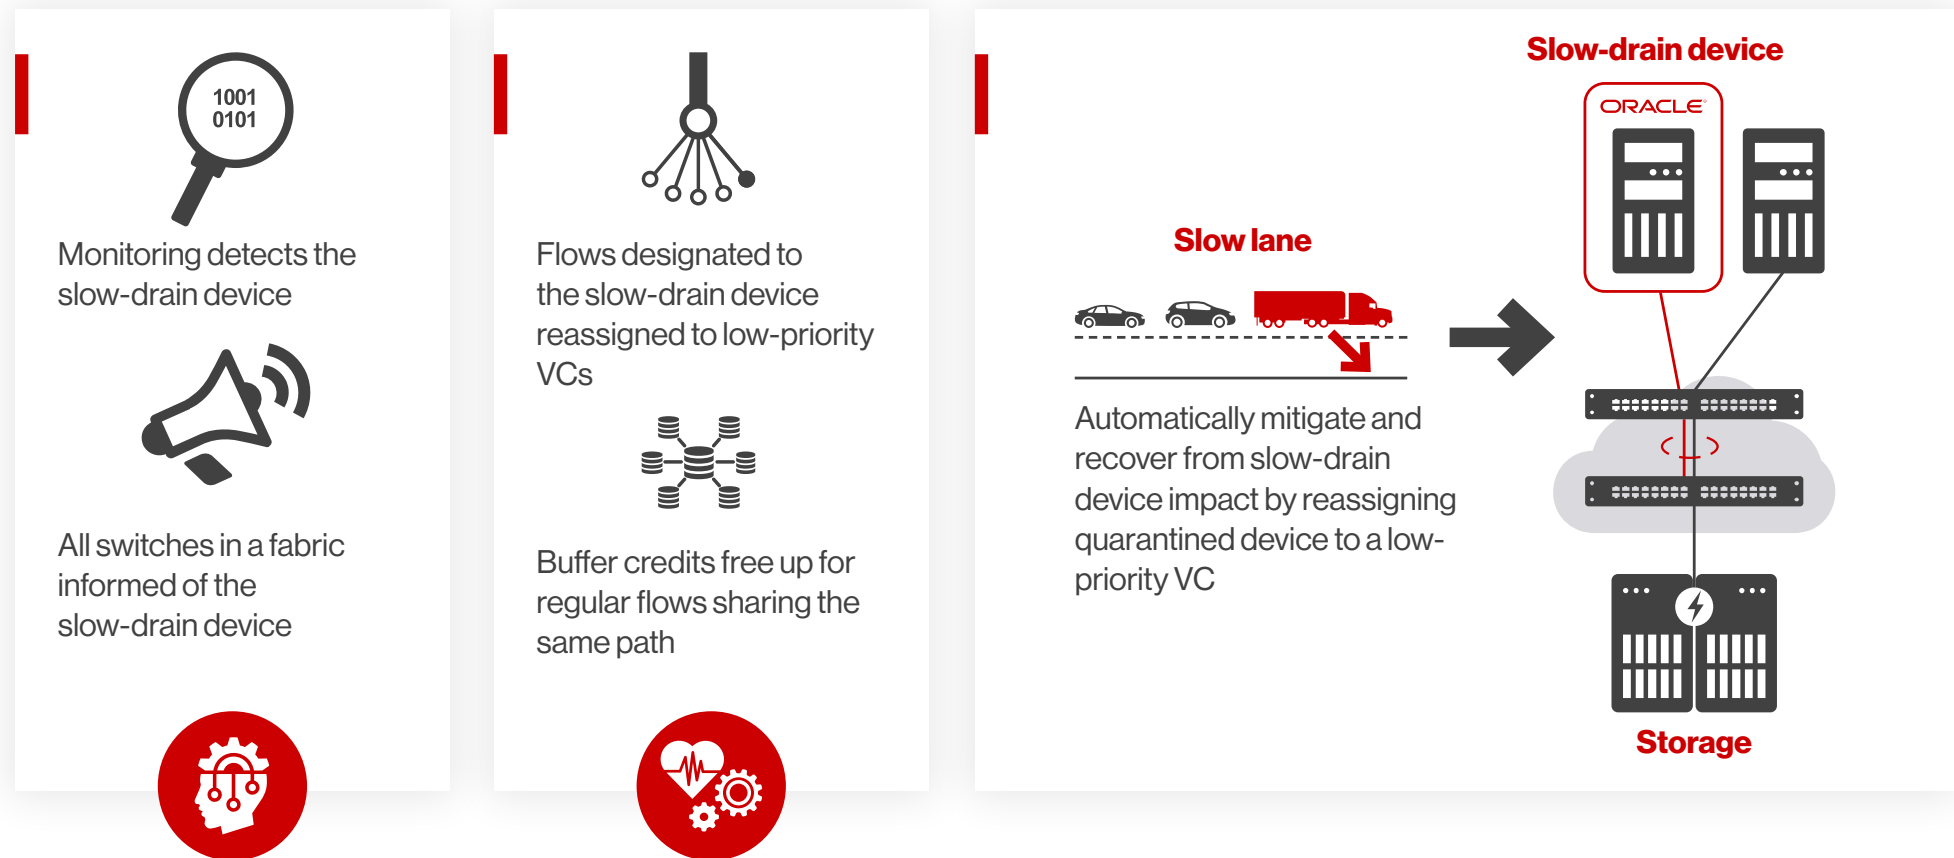 1001
0101
Monitoring detects the
slow-drain device
All switches in a fabric
informed of the
slow-drain device
Flows designated to
the slow-drain device
reassigned to low-priority
VCs
Buffer credits free up for
regular flows sharing the
same path
Slow lane
Automatically mitigate and
recover from slow-drain
device impact by reassigning
quarantined device to a low-
priority VC
Slow-drain device
ORACLE
Storage